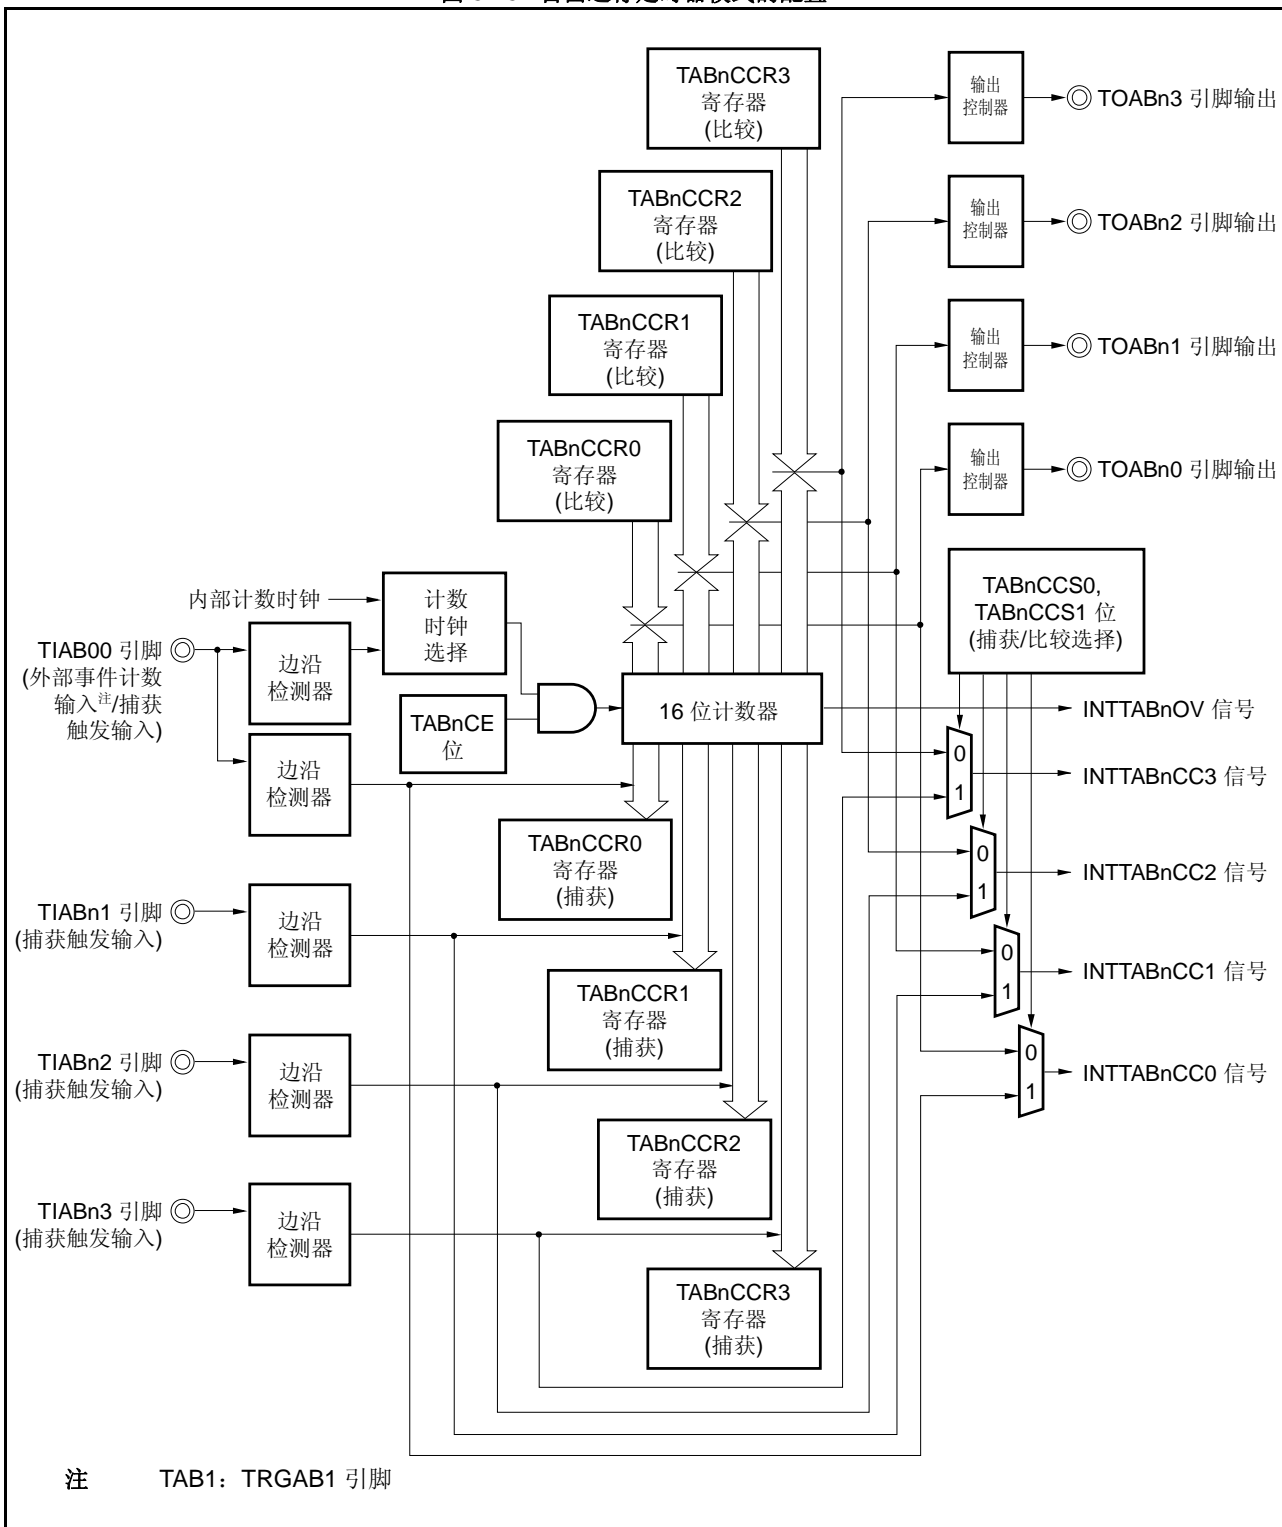 TABnCCR3
寄存器
(比较)
输出
控制器
TOABn3 引脚输出
TABnCCR2
寄存器
(比较)
输出
控制器
TOABn2 引脚输出
TABnCCR1
寄存器
(比较)
输出
控制器
TOABn1 引脚输出
TABnCCR0
寄存器
(比较)
输出
控制器
TOABn0 引脚输出
TABnCCS0,
TABnCCS1 位
(捕获/比较选择)
内部计数时钟
计数
时钟
选择
TIAB00 引脚
(外部事件计数
输入注/捕获
触发输入)
边沿
检测器
TABnCE
位
16 位计数器
INTTABnOV 信号
边沿
检测器
0
1
INTTABnCC3 信号
TABnCCR0
寄存器
(捕获)
0
1
INTTABnCC2 信号
TIABn1 引脚
(捕获触发输入)
边沿
检测器
0
1
INTTABnCC1 信号
TABnCCR1
寄存器
(捕获)
TIABn2 引脚
(捕获触发输入)
边沿
检测器
0
1
INTTABnCC0 信号
TABnCCR2
寄存器
(捕获)
TIABn3 引脚
(捕获触发输入)
边沿
检测器
TABnCCR3
寄存器
(捕获)
注 TAB1：TRGAB1 引脚